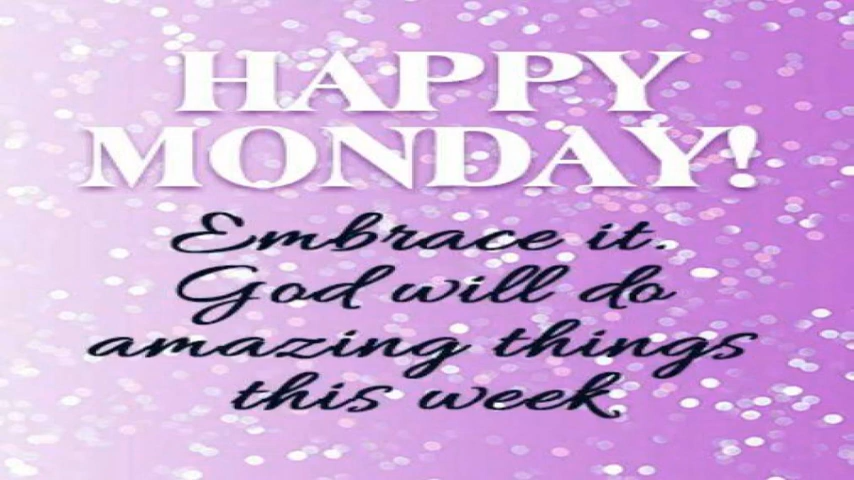 HAPPY
MONDAY!
Embrace it.
God will do
amazing things
this week